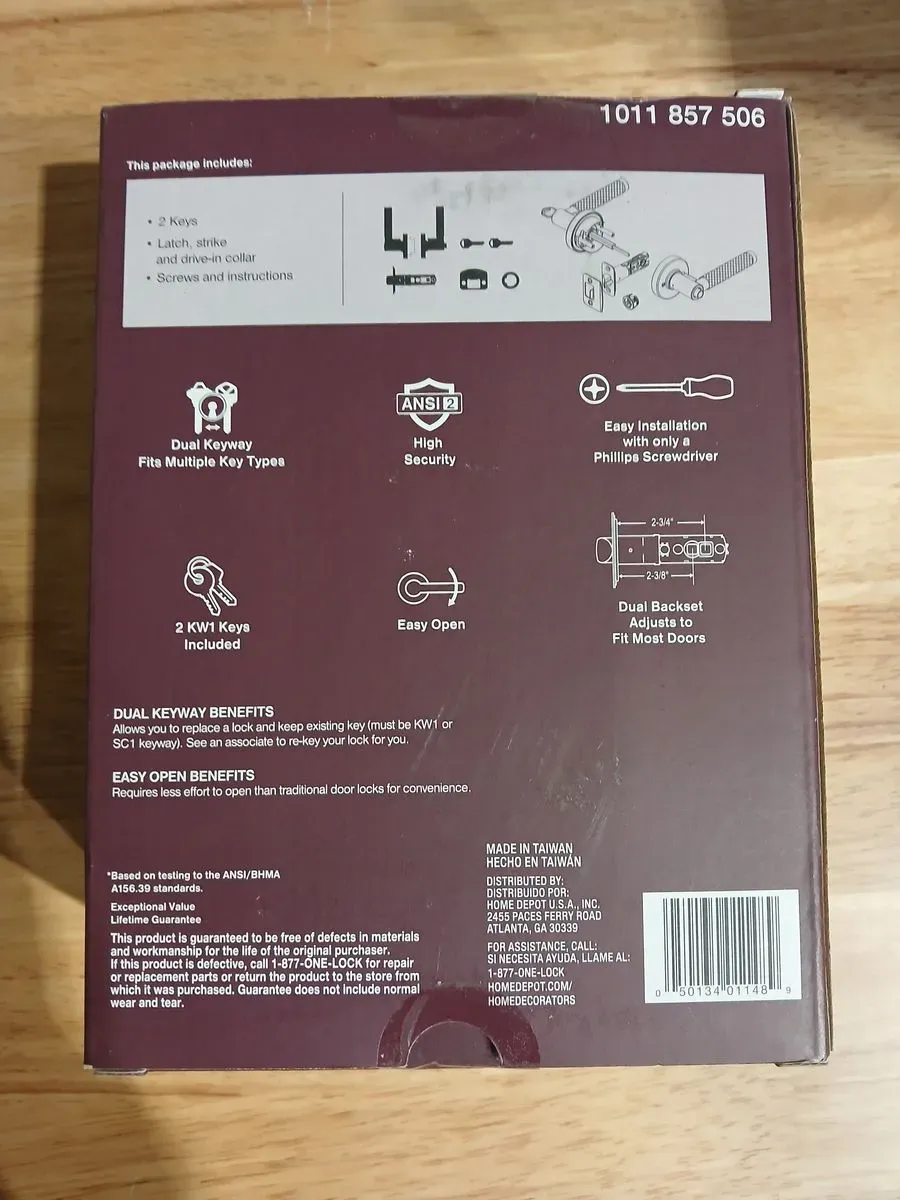 1011 857 506
This package includes:
• 2 Keys
• Latch, strike
and drive-in collar
• Screws and instructions
Dual Keyway
Fits Multiple Key Types
ANSI 2
High
Security
Easy Installation
with only a
Phillips Screwdriver
2 KW1 Keys
Included
Easy Open
2-3/4"
2-3/8"
Dual Backset
Adjusts to
Fit Most Doors
DUAL KEYWAY BENEFITS
Allows you to replace a lock and keep existing key (must be KW1 or
SC1 keyway). See an associate to re-key your lock for you.
EASY OPEN BENEFITS
Requires less effort to open than traditional door locks for convenience.
*Based on testing to the ANSI/BHMA
A156.39 standards.
Exceptional Value
Lifetime Guarantee
This product is guaranteed to be free of defects in materials
and workmanship for the life of the original purchaser.
If this product is defective, call 1-877-ONE-LOCK for repair
or replacement parts or return the product to the store from
which it was purchased. Guarantee does not include normal
wear and tear.
MADE IN TAIWAN
HECHO EN TAIWÁN
DISTRIBUTED BY:
DISTRIBUIDO POR:
HOME DEPOT U.S.A., INC.
2455 PACES FERRY ROAD
ATLANTA, GA 30339
FOR ASSISTANCE, CALL:
SI NECESITA AYUDA, LLAME AL:
1-877-ONE-LOCK
HOMEDEPOT.COM/
HOMEDECORATORS
0 50134 01148 9